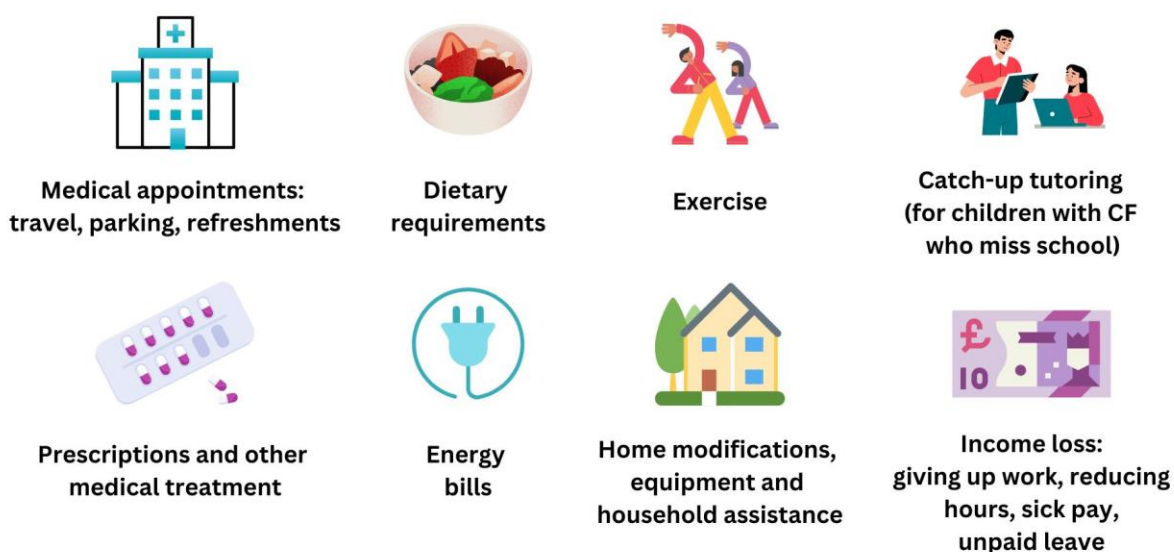 Medical appointments:
travel, parking, refreshments
Dietary
requirements
Exercise
Catch-up tutoring
(for children with CF
who miss school)
Prescriptions and other
medical treatment
Energy
bills
Home modifications,
equipment and
household assistance
£
10
Income loss:
giving up work, reducing
hours, sick pay,
unpaid leave